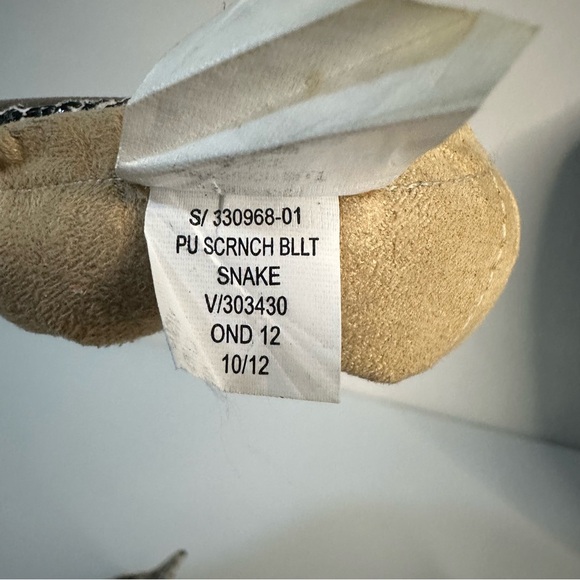 S/ 330968-01
PU SCRNCH BLLT
SNAKE
V/303430
OND 12
10/12